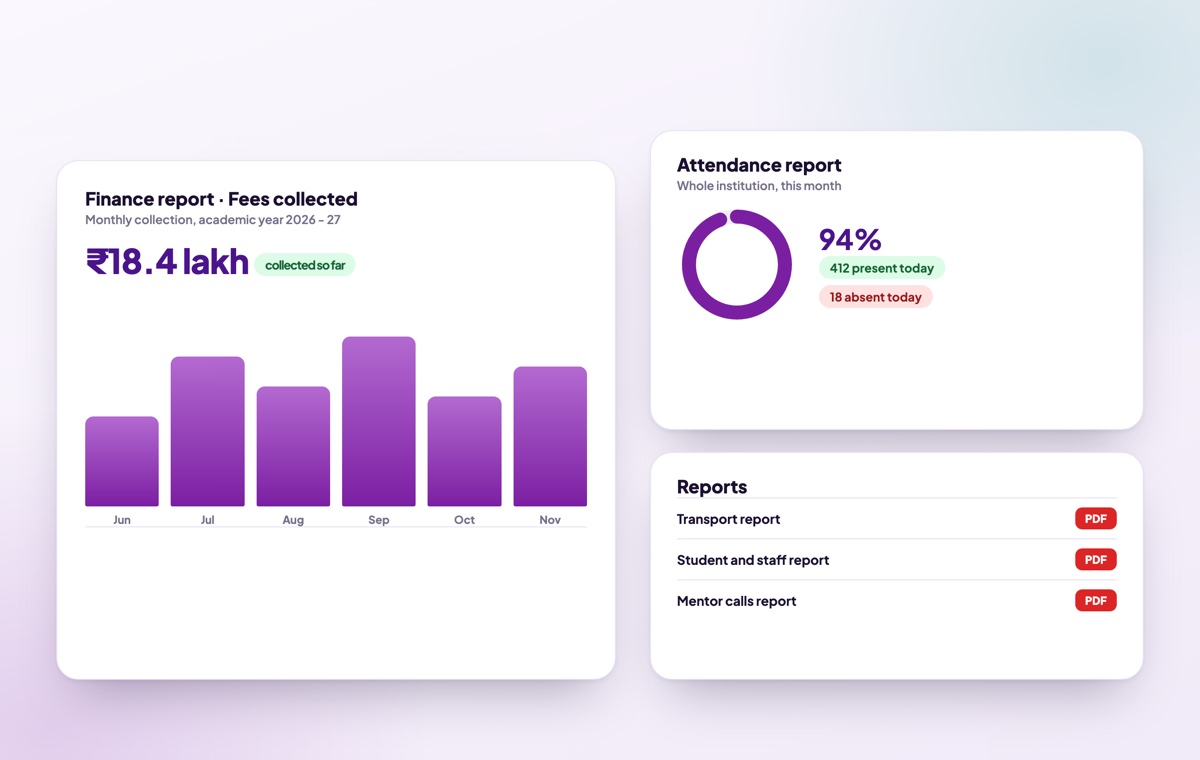 Finance report · Fees collected
Monthly collection, academic year 2026 – 27
₹18.4 lakh collected so far
Jun Jul Aug Sep Oct Nov
Attendance report
Whole institution, this month
94%
412 present today
18 absent today
Reports
Transport report PDF
Student and staff report PDF
Mentor calls report PDF